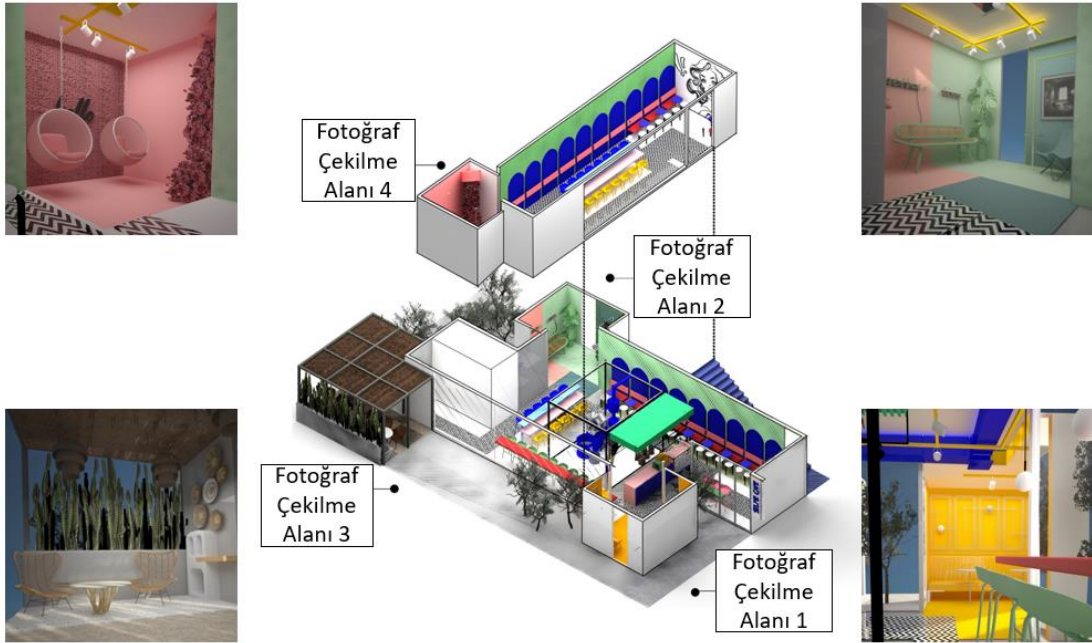 Fotoğraf
Çekilme
Alanı 4
Fotoğraf
Çekilme
Alanı 2
Fotoğraf
Çekilme
Alanı 3
Fotoğraf
Çekilme
Alanı 1